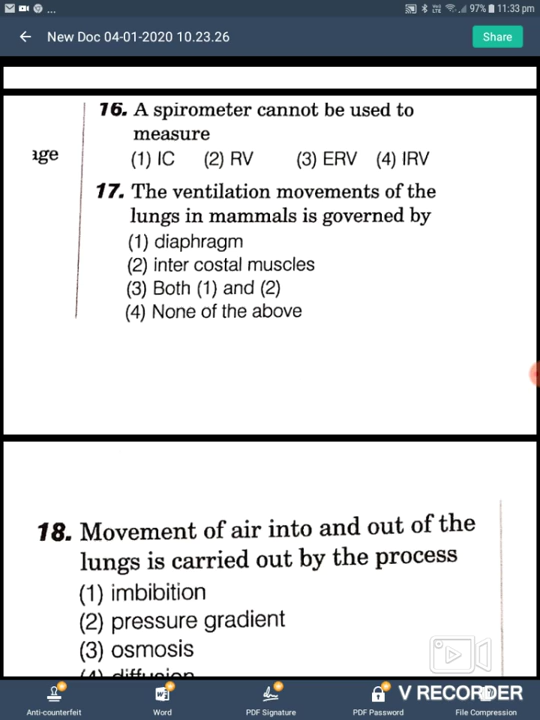 ... 97% 11:33 pm
New Doc 04-01-2020 10.23.26 Share
16. A spirometer cannot be used to
measure
(1) IC (2) RV (3) ERV (4) IRV
age
17. The ventilation movements of the
lungs in mammals is governed by
(1) diaphragm
(2) inter costal muscles
(3) Both (1) and (2)
(4) None of the above
18. Movement of air into and out of the
lungs is carried out by the process
(1) imbibition
(2) pressure gradient
(3) osmosis
(4) diffusion
V RECORDER
Anti-counterfeit Word PDF Signature PDF Password File Compression